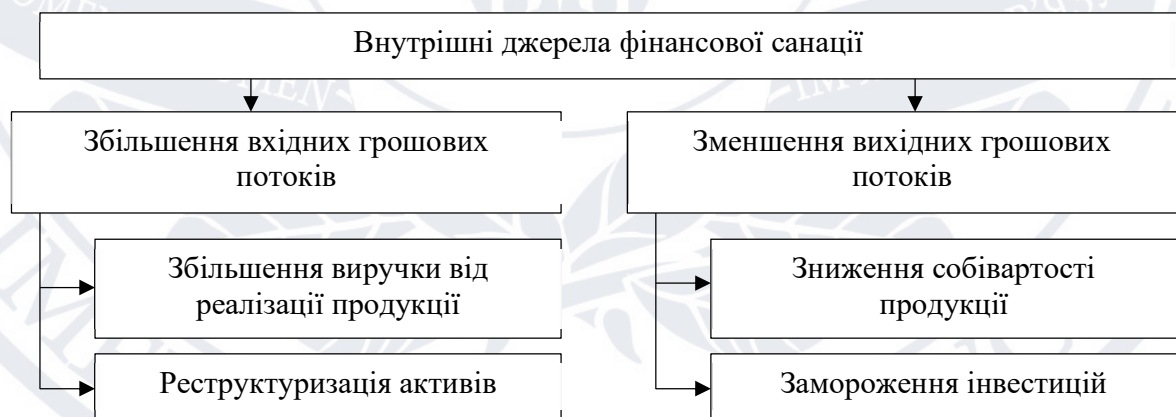 Внутрішні джерела фінансової санації
Збільшення вхідних грошових
потоків
Збільшення виручки від
реалізації продукції
Реструктуризація активів
Зменшення вихідних грошових
потоків
Зниження собівартості
продукції
Замороження інвестицій